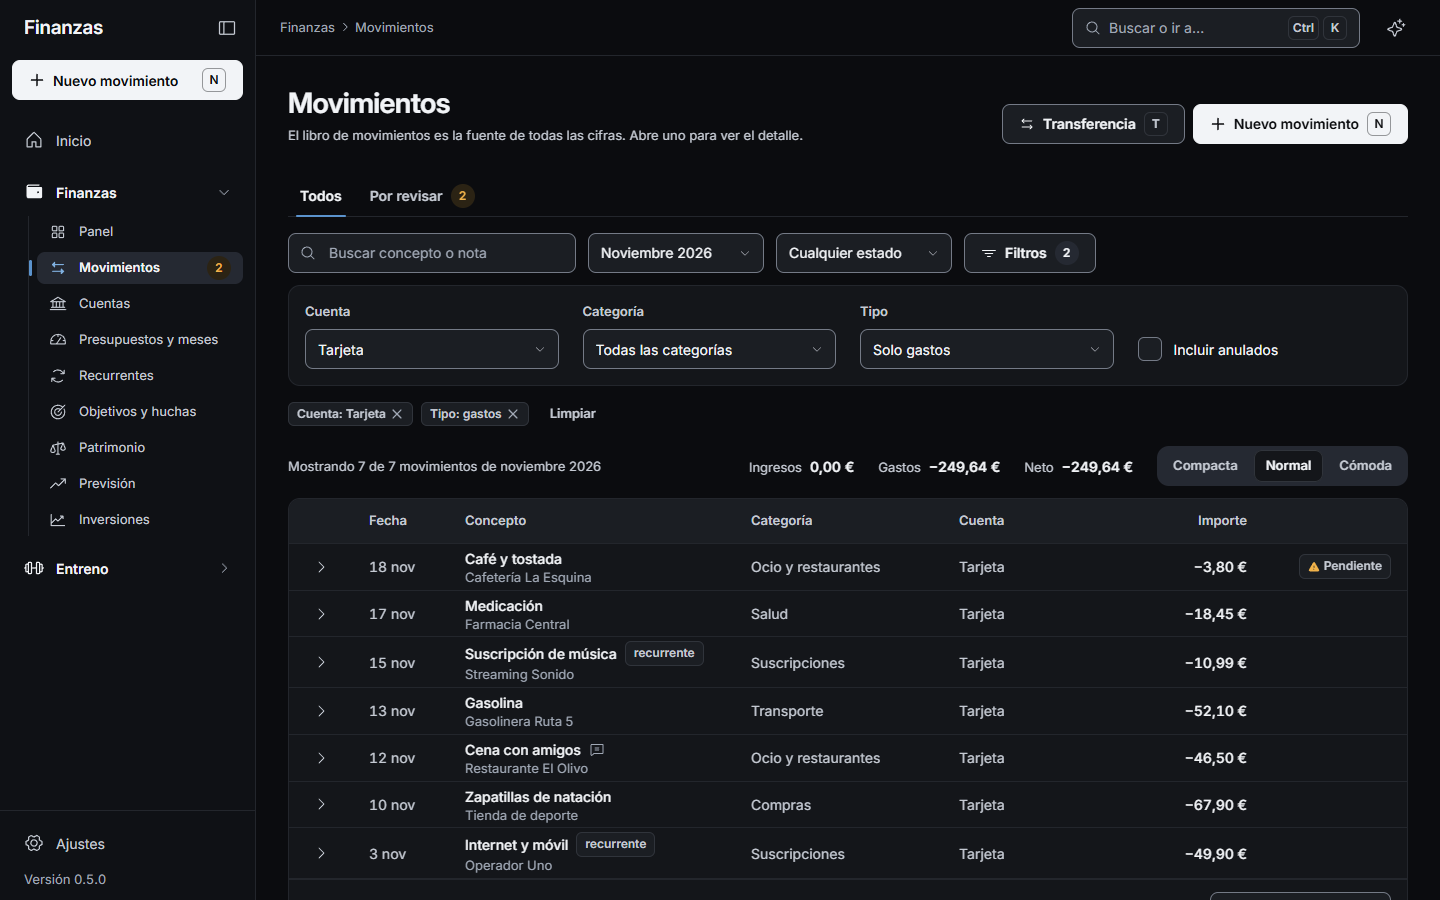 Finanzas
Nuevo movimiento N
Inicio
Finanzas
Panel
Movimientos 2
Cuentas
Presupuestos y meses
Recurrentes
Objetivos y huchas
Patrimonio
Previsión
Inversiones
Entreno
Ajustes
Versión 0.5.0
Finanzas Movimientos
Buscar o ir a... Ctrl K
Movimientos
El libro de movimientos es la fuente de todas las cifras. Abre uno para ver el detalle.
Transferencia T
Nuevo movimiento N
Todos Por revisar 2
Buscar concepto o nota Noviembre 2026 Cualquier estado Filtros 2
Cuenta Categoría Tipo
Tarjeta Todas las categorías Solo gastos Incluir anulados
Cuenta: Tarjeta Tipo: gastos Limpiar
Mostrando 7 de 7 movimientos de noviembre 2026 Ingresos 0,00 € Gastos −249,64 € Neto −249,64 € Compacta Normal Cómoda
Fecha Concepto Categoría Cuenta Importe
18 nov Café y tostada Ocio y restaurantes Tarjeta −3,80 € Pendiente
Cafetería La Esquina
17 nov Medicación Salud Tarjeta −18,45 €
Farmacia Central
15 nov Suscripción de música recurrente Suscripciones Tarjeta −10,99 €
Streaming Sonido
13 nov Gasolina Transporte Tarjeta −52,10 €
Gasolinera Ruta 5
12 nov Cena con amigos Ocio y restaurantes Tarjeta −46,50 €
Restaurante El Olivo
10 nov Zapatillas de natación Compras Tarjeta −67,90 €
Tienda de deporte
3 nov Internet y móvil recurrente Suscripciones Tarjeta −49,90 €
Operador Uno